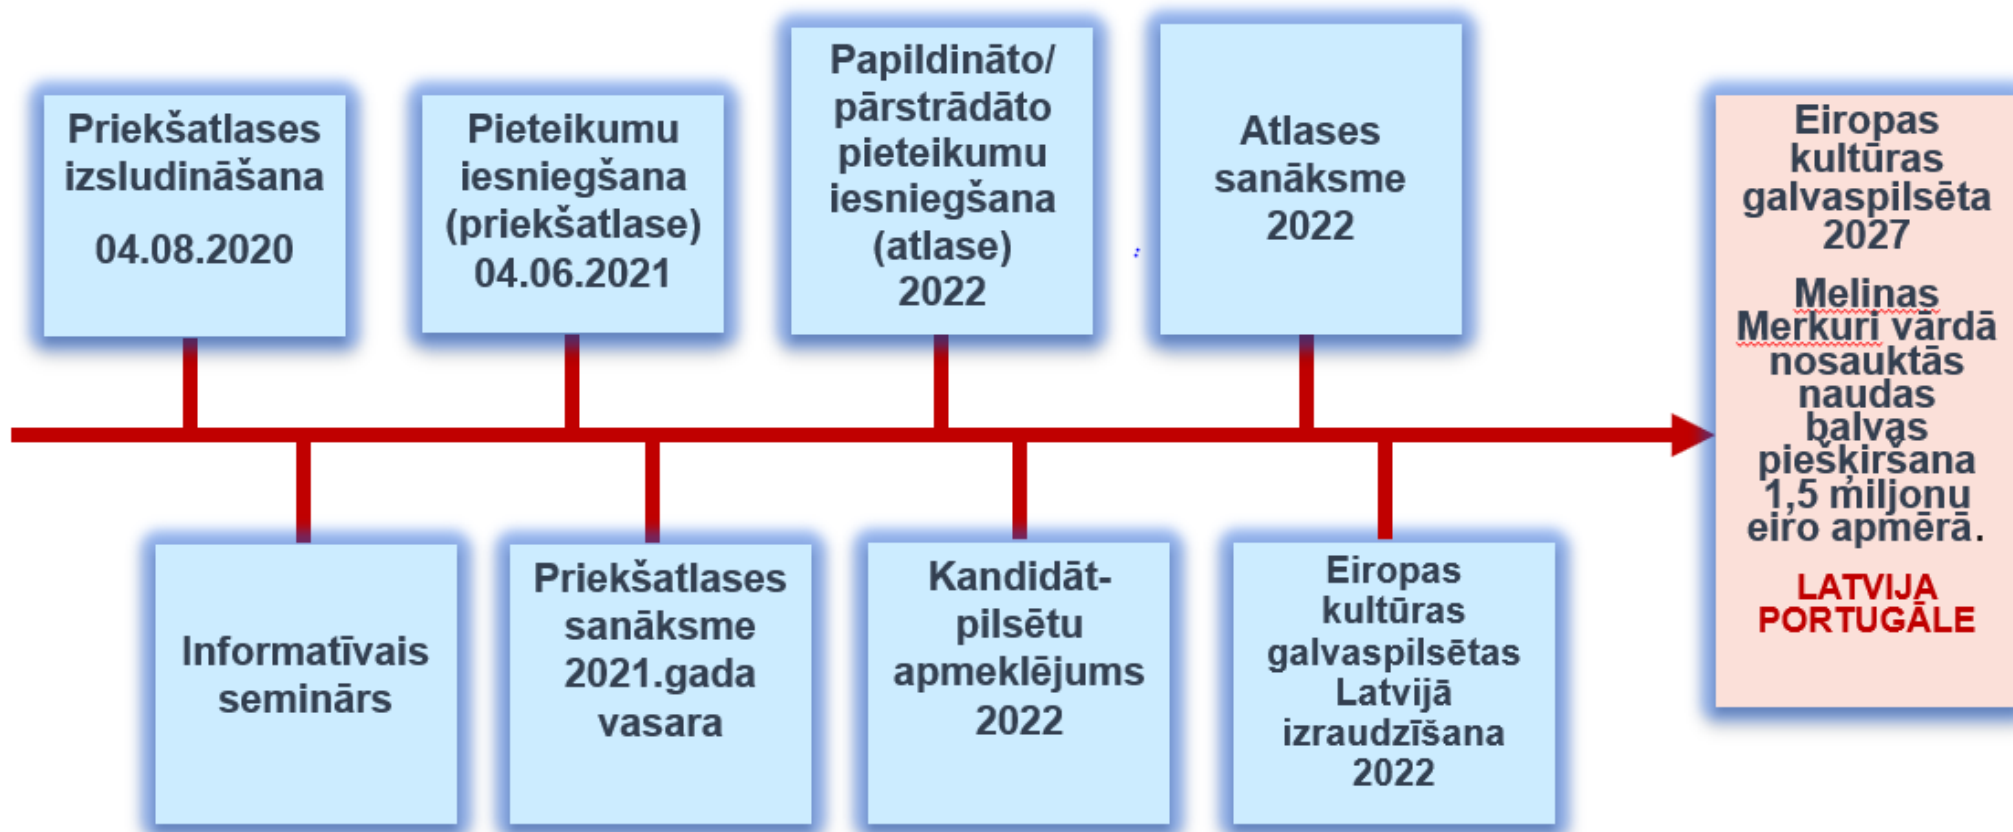 Priekšatlases
izsludināšana
04.08.2020
Pieteikumu
iesniegšana
(priekšatlase)
04.06.2021
Papildināto/
pārstrādāto
pieteikumu
iesniegšana
(atlase)
2022
Atlases
sanāksme
2022
Informatīvais
seminārs
Priekšatlases
sanāksme
2021.gada
vasara
Kandidāt-
pilsētu
apmeklējums
2022
Eiropas
kultūras
galvaspilsētas
Latvijā
izraudzīšana
2022
Eiropas
kultūras
galvaspilsēta
2027
Melinas
Merkuri vārdā
nosauktās
naudas
balvas
piešķiršana
1,5 miljonu
eiro apmērā.
LATVIJA
PORTUGĀLE